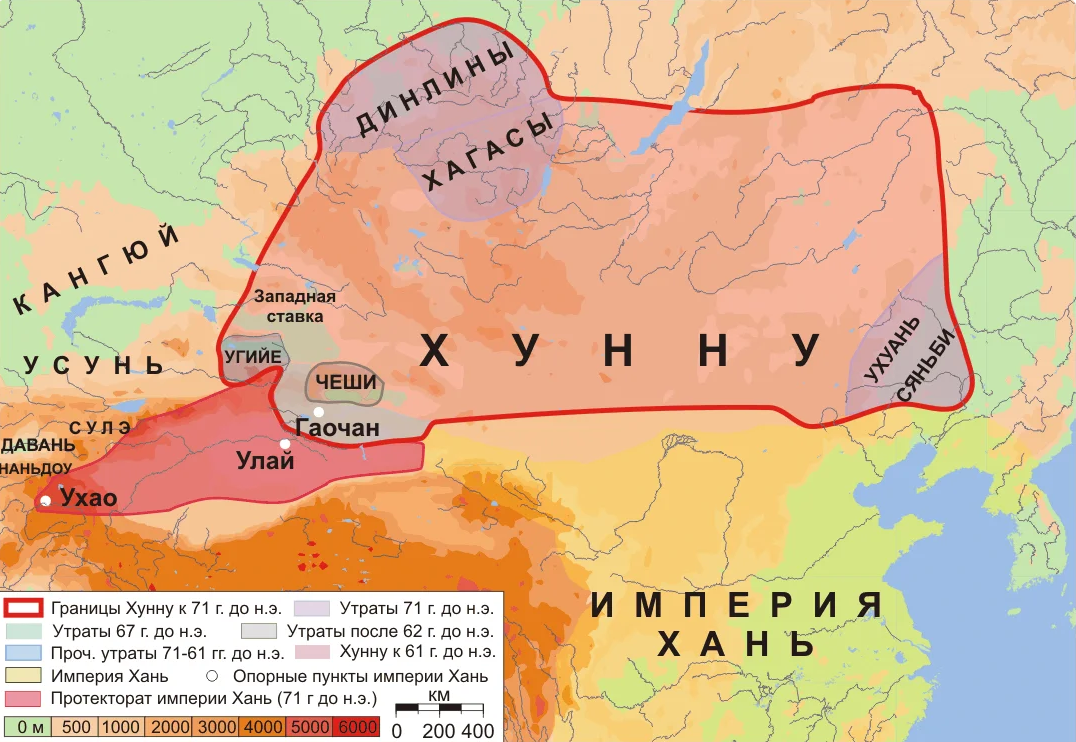 ДИНЛИНЫ
ХАГАСЫ
КАНГЮЙ
Западная
ставка
ХУННУ
УСУНЬ
УГИЙЕ
ЧЕШИ
УХУАНЬ
СЯНЬБИ
Гаочан
СУЛЭ
ДАВАНЬ
НАНЬДОУ
Улай
Ухао
ИМПЕРИЯ
ХАНЬ
Границы Хунну к 71 г. до н.э.
Утраты 71 г. до н.э.
Утраты 67 г. до н.э.
Утраты после 62 г. до н.э.
Проч. утраты 71-61 гг. до н.э.
Хунну к 61 г. до н.э.
Империя Хань
Опорные пункты империи Хань
Протекторат империи Хань (71 г до н.э.)
км
0 200 400
0 м 500 1000 2000 3000 4000 5000 6000